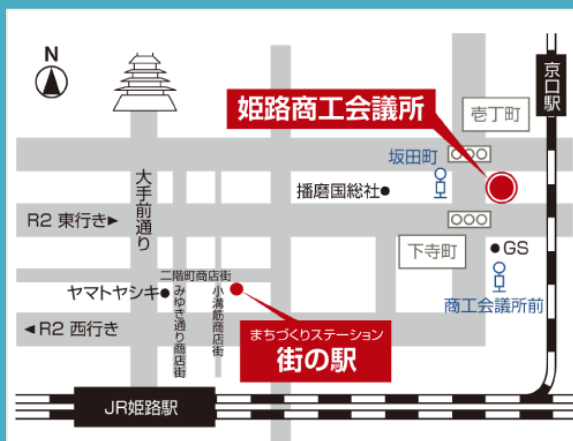 N
京口駅
姫路商工会議所
壱丁町
坂田町
大手前通り
播磨国総社
R2 東行き
下寺町
GS
二階町商店街
ヤマトヤシキ
みゆき通り商店街
小溝筋商店街
商工会議所前
R2 西行き
まちづくりステーション
街の駅
JR姫路駅